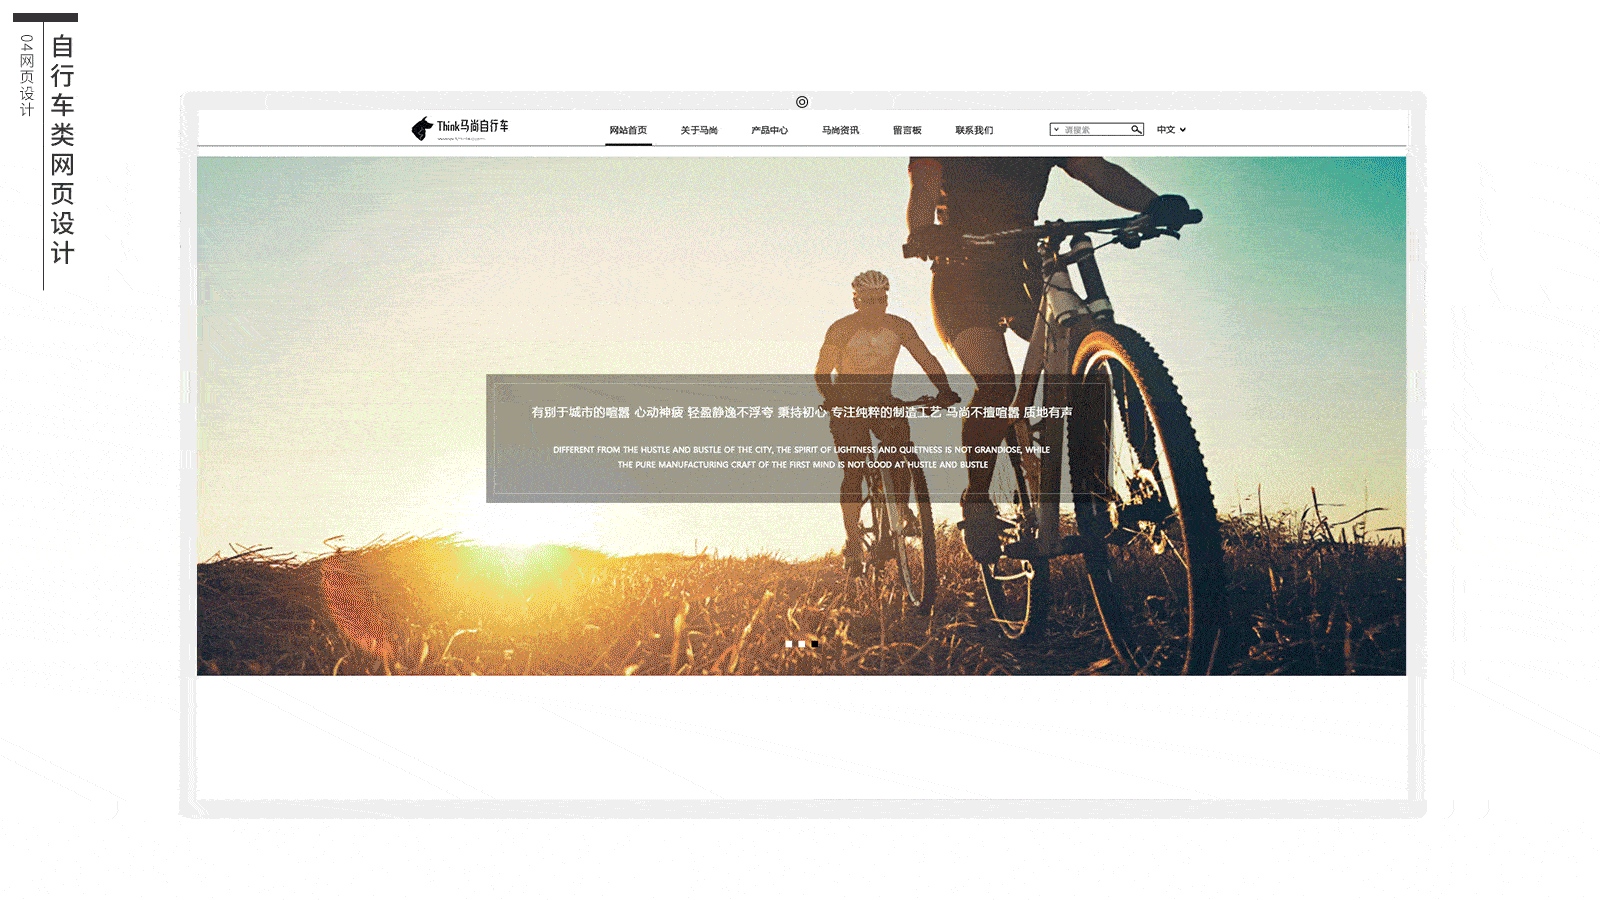 自行车类网页设计
04网页设计
Think马尚自行车
网站首页 关于马尚 产品中心 马尚资讯 留言板 联系我们 请搜索 中文
有别于城市的喧嚣 心动神疲 轻盈静逸不浮夸 秉持初心 专注纯粹的制造工艺 马尚不擅喧嚣 质地有声
DIFFERENT FROM THE HUSTLE AND BUSTLE OF THE CITY, THE SPIRIT OF LIGHTNESS AND QUIETNESS IS NOT GRANDIOSE, WHILE
THE PURE MANUFACTURING CRAFT OF THE FIRST MIND IS NOT GOOD AT HUSTLE AND BUSTLE